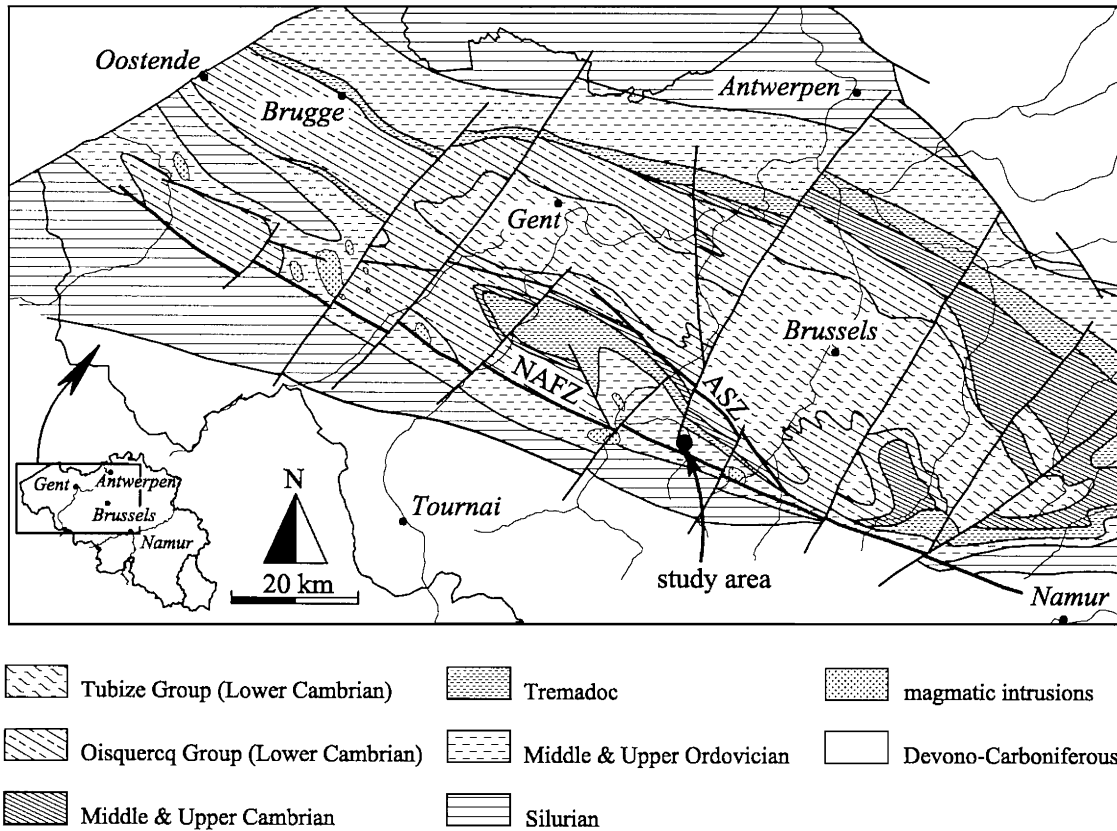 Oostende
Antwerpen
Brugge
Gent
Brussels
NAFZ
ASZ
Antwerpen
Gent
Brussels
Namur
N
20 km
Tournai
study area
Namur
Tubize Group (Lower Cambrian)
Oisquercq Group (Lower Cambrian)
Middle & Upper Cambrian
Tremadoc
Middle & Upper Ordovician
Silurian
magmatic intrusions
Devono-Carboniferous